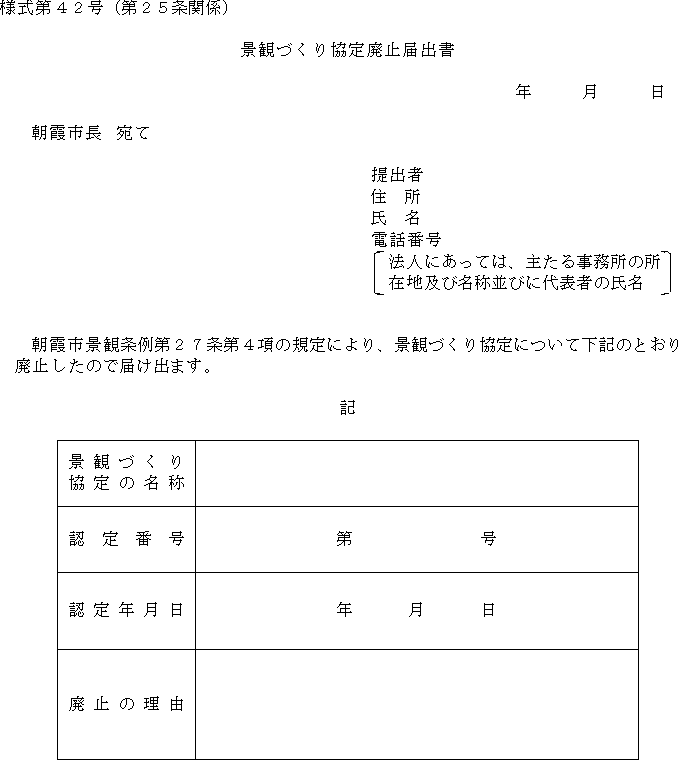 様式第４２号（第２５条関係）
景観づくり協定廃止届出書
年　　　月　　　日
朝霞市長　宛て
提出者
住　所
氏　名
電話番号
法人にあっては、主たる事務所の所
在地及び名称並びに代表者の氏名
朝霞市景観条例第２７条第４項の規定により、景観づくり協定について下記のとおり
廃止したので届け出ます。
記
景観づくり
協定の名称
認定番号　　　第　　　　　号
認定年月日　　　年　　　月　　　日
廃止の理由